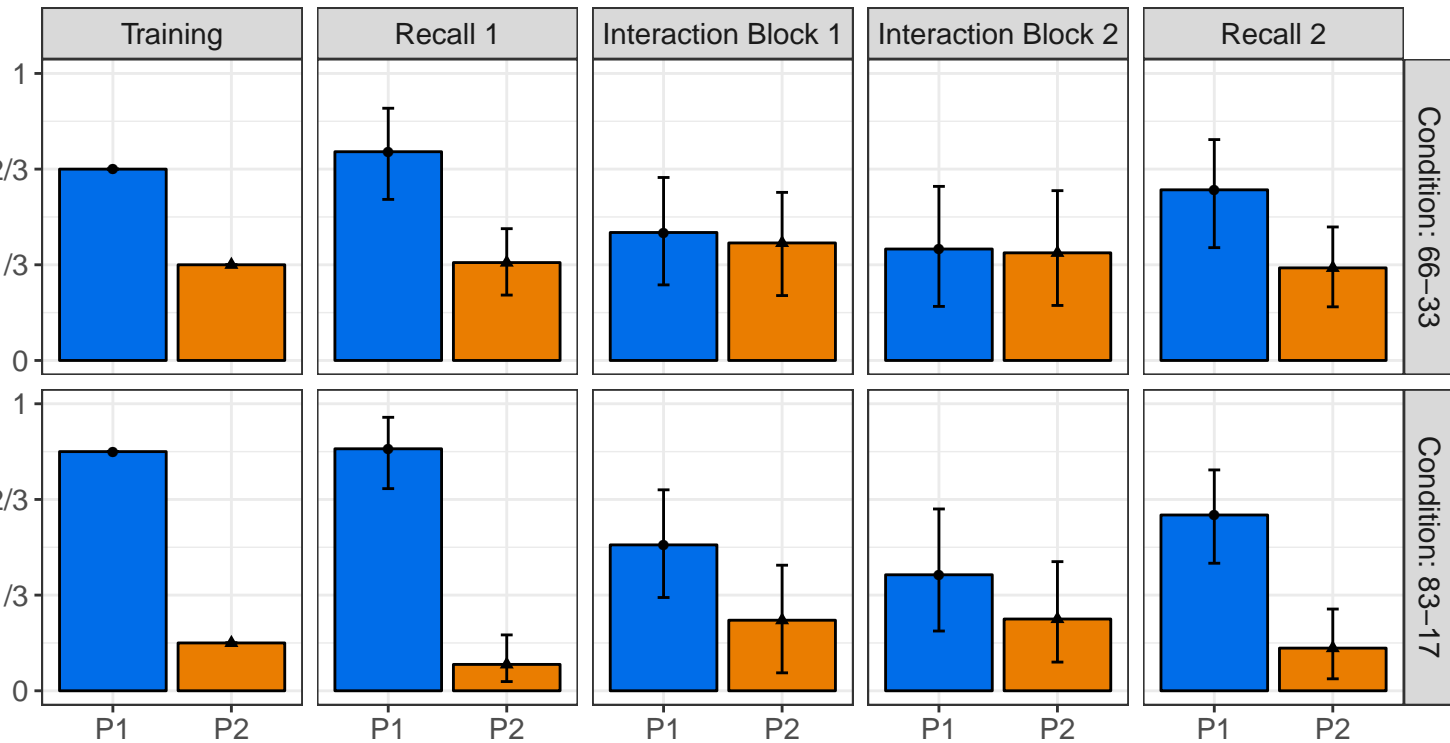 Training
Recall 1
Interaction Block 1
Interaction Block 2
Recall 2
1
2/3
/3
0
Condition: 66−33
1
2/3
/3
0
Condition: 83−17
P1 P2
P1 P2
P1 P2
P1 P2
P1 P2